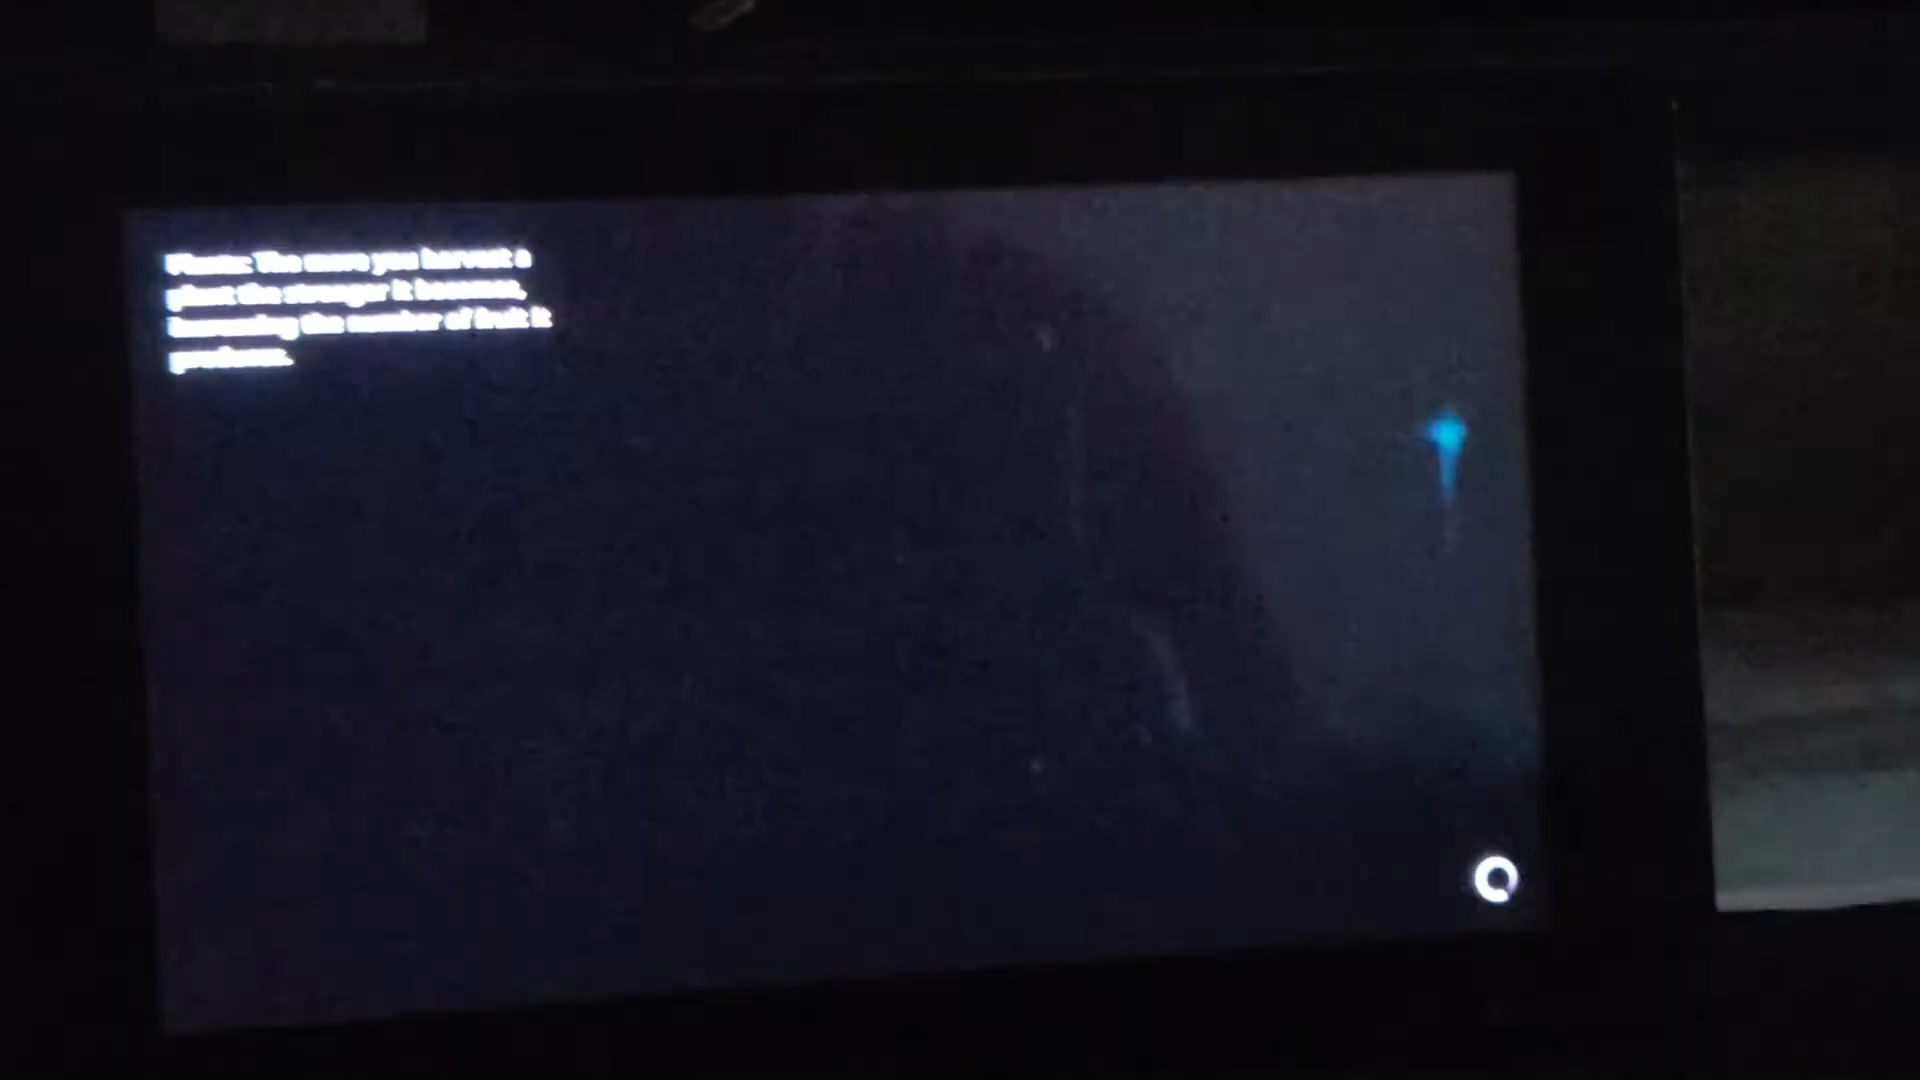 Plants: The more you harvest a
plant the stronger it becomes,
increasing the number of fruit it
produces.